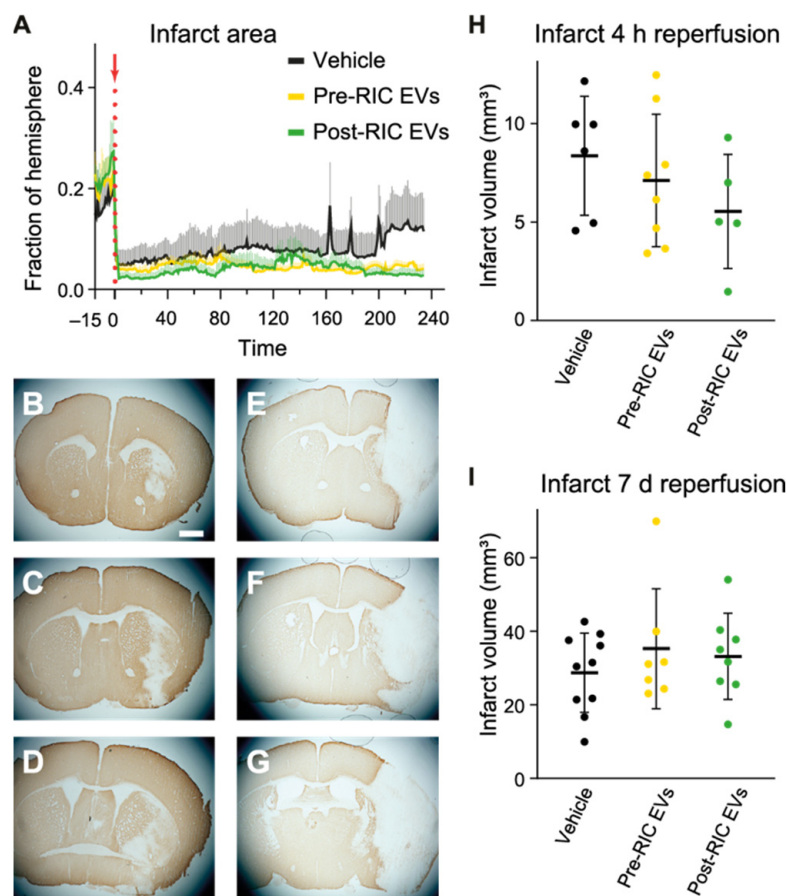 A
Infarct area
Fraction of hemisphere
0.4
0.2
0.0
Vehicle
Pre-RIC EVs
Post-RIC EVs
–15 0 40 80 120 160 200 240
Time
B
C
D
E
F
G
H
Infarct 4 h reperfusion
Infarct volume (mm³)
10
5
0
Vehicle
Pre-RIC EVs
Post-RIC EVs
I
Infarct 7 d reperfusion
Infarct volume (mm³)
60
40
20
0
Vehicle
Pre-RIC EVs
Post-RIC EVs